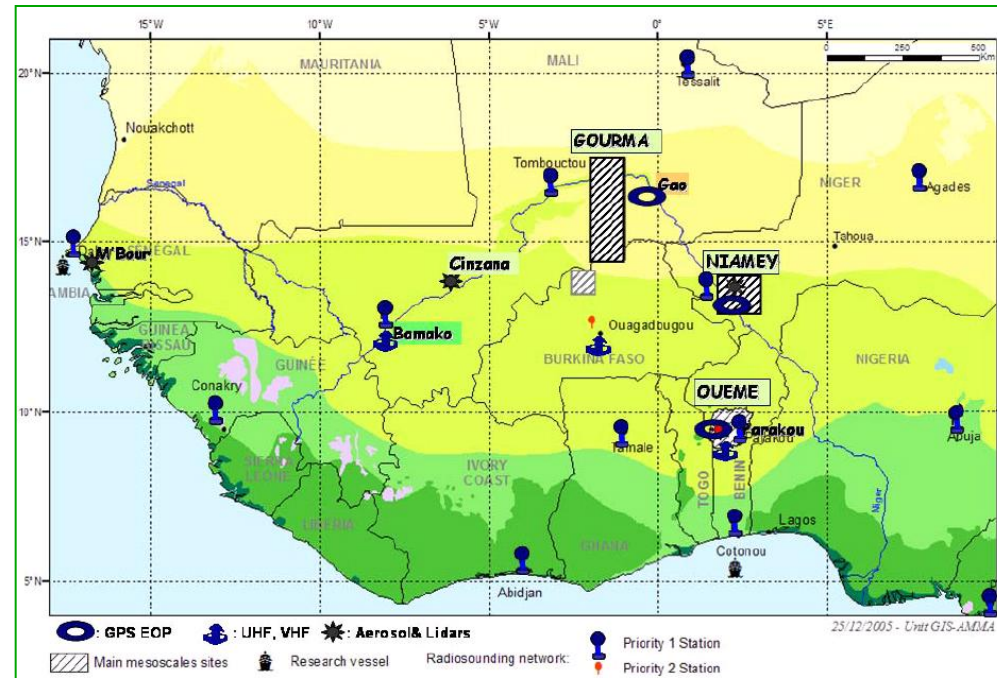 15°W 10°W 5°W 0° 5°E
0 250 500
Km
MAURITANIA MALI
20°N
Tessalit
Nouakchott
GOURMA
Tombouctou
Gao
NIGER
Agades
Senegal
15°N
Tahoua
SENEGAL
M'Bour
NIAMEY
Cinzana
AMBIA
Bamako
Ouagadougou
GUINEA
BISSAU
GUINÉE
BURKINA FASO
NIGERIA
OUEME
Conakry
10°N
Parakou
Tamale
Abuja
SIERRA
LEONE
IVORY
COAST
TOGO
BENIN
LIBERIA
GHANA
Niger
Lagos
Cotonou
5°N
Abidjan
25/12/2005 - Unit GIS-AMMA
: GPS EOP : UHF, VHF : Aerosol& Lidars
Main mesoscales sites Research vessel Radiosounding network: Priority 1 Station
Priority 2 Station